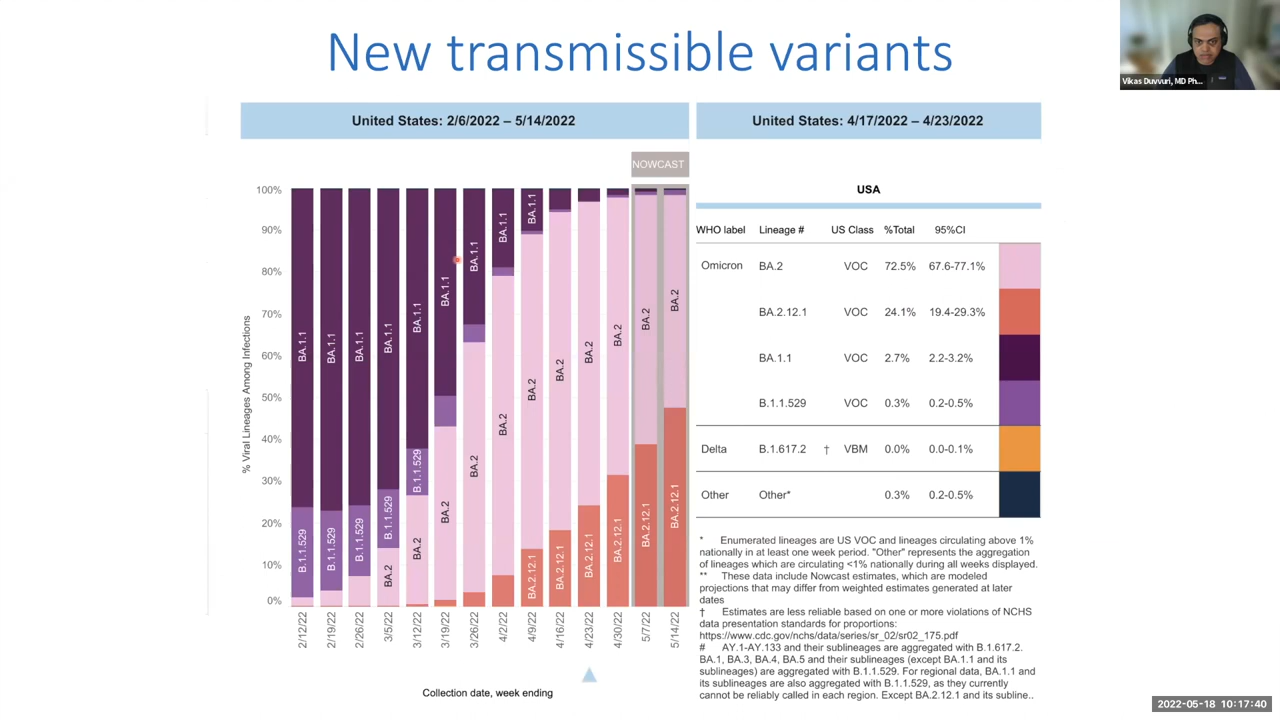 New transmissible variants
Vikas Duvvuri, MD Ph...
United States: 2/6/2022 – 5/14/2022
United States: 4/17/2022 – 4/23/2022
NOWCAST
% Viral Lineages Among Infections
100%
90%
80%
70%
60%
50%
40%
30%
20%
10%
0%
BA.1.1
B.1.1.529
BA.1.1
B.1.1.529
BA.1.1
B.1.1.529
BA.1.1
B.1.1.529
BA.2
BA.1.1
B.1.1.529
BA.2
BA.1.1
BA.2
BA.1.1
BA.2
BA.1.1
BA.2
BA.1.1
BA.2
BA.2.12.1
BA.2
BA.2.12.1
BA.2
BA.2.12.1
BA.2
BA.2.12.1
BA.2
BA.2.12.1
BA.2
BA.2.12.1
2/12/22
2/19/22
2/26/22
3/5/22
3/12/22
3/19/22
3/26/22
4/2/22
4/9/22
4/16/22
4/23/22
4/30/22
5/7/22
5/14/22
Collection date, week ending
USA
WHO label Lineage # US Class %Total 95%CI
Omicron BA.2 VOC 72.5% 67.6-77.1%
BA.2.12.1 VOC 24.1% 19.4-29.3%
BA.1.1 VOC 2.7% 2.2-3.2%
B.1.1.529 VOC 0.3% 0.2-0.5%
Delta B.1.617.2 † VBM 0.0% 0.0-0.1%
Other Other* 0.3% 0.2-0.5%
* Enumerated lineages are US VOC and lineages circulating above 1%
nationally in at least one week period. "Other" represents the aggregation
of lineages which are circulating <1% nationally during all weeks displayed.
** These data include Nowcast estimates, which are modeled
projections that may differ from weighted estimates generated at later
dates
† Estimates are less reliable based on one or more violations of NCHS
data presentation standards for proportions:
https://www.cdc.gov/nchs/data/series/sr_02/sr02_175.pdf
# AY.1-AY.133 and their sublineages are aggregated with B.1.617.2.
BA.1, BA.3, BA.4, BA.5 and their sublineages (except BA.1.1 and its
sublineages) are aggregated with B.1.1.529. For regional data, BA.1.1 and
its sublineages are also aggregated with B.1.1.529, as they currently
cannot be reliably called in each region. Except BA.2.12.1 and its subline..
2022-05-18 10:17:40